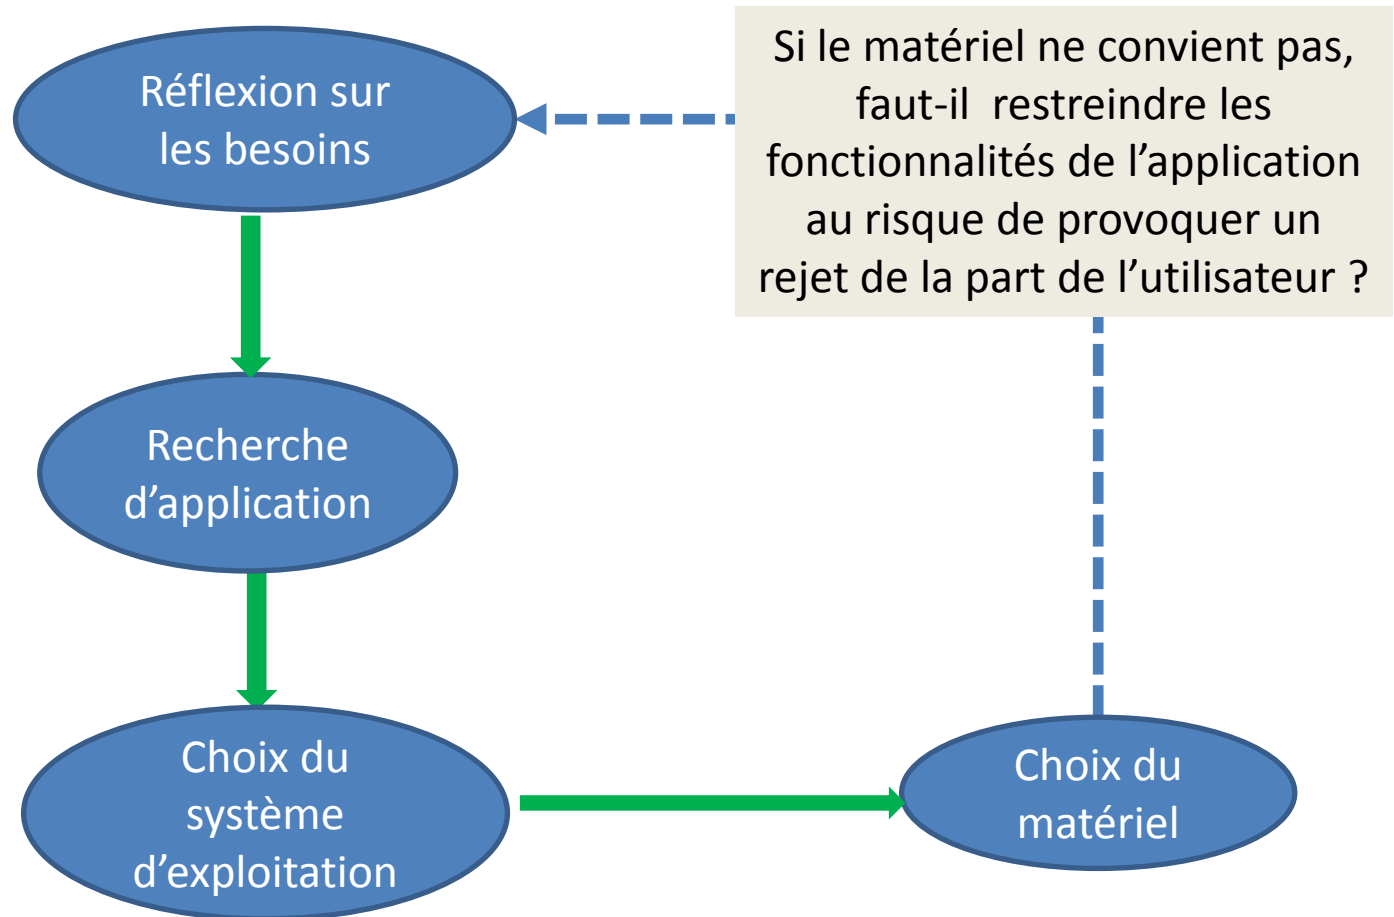 Réflexion sur
les besoins
Si le matériel ne convient pas,
faut-il restreindre les
fonctionnalités de l’application
au risque de provoquer un
rejet de la part de l’utilisateur ?
Recherche
d’application
Choix du
système
d’exploitation
Choix du
matériel